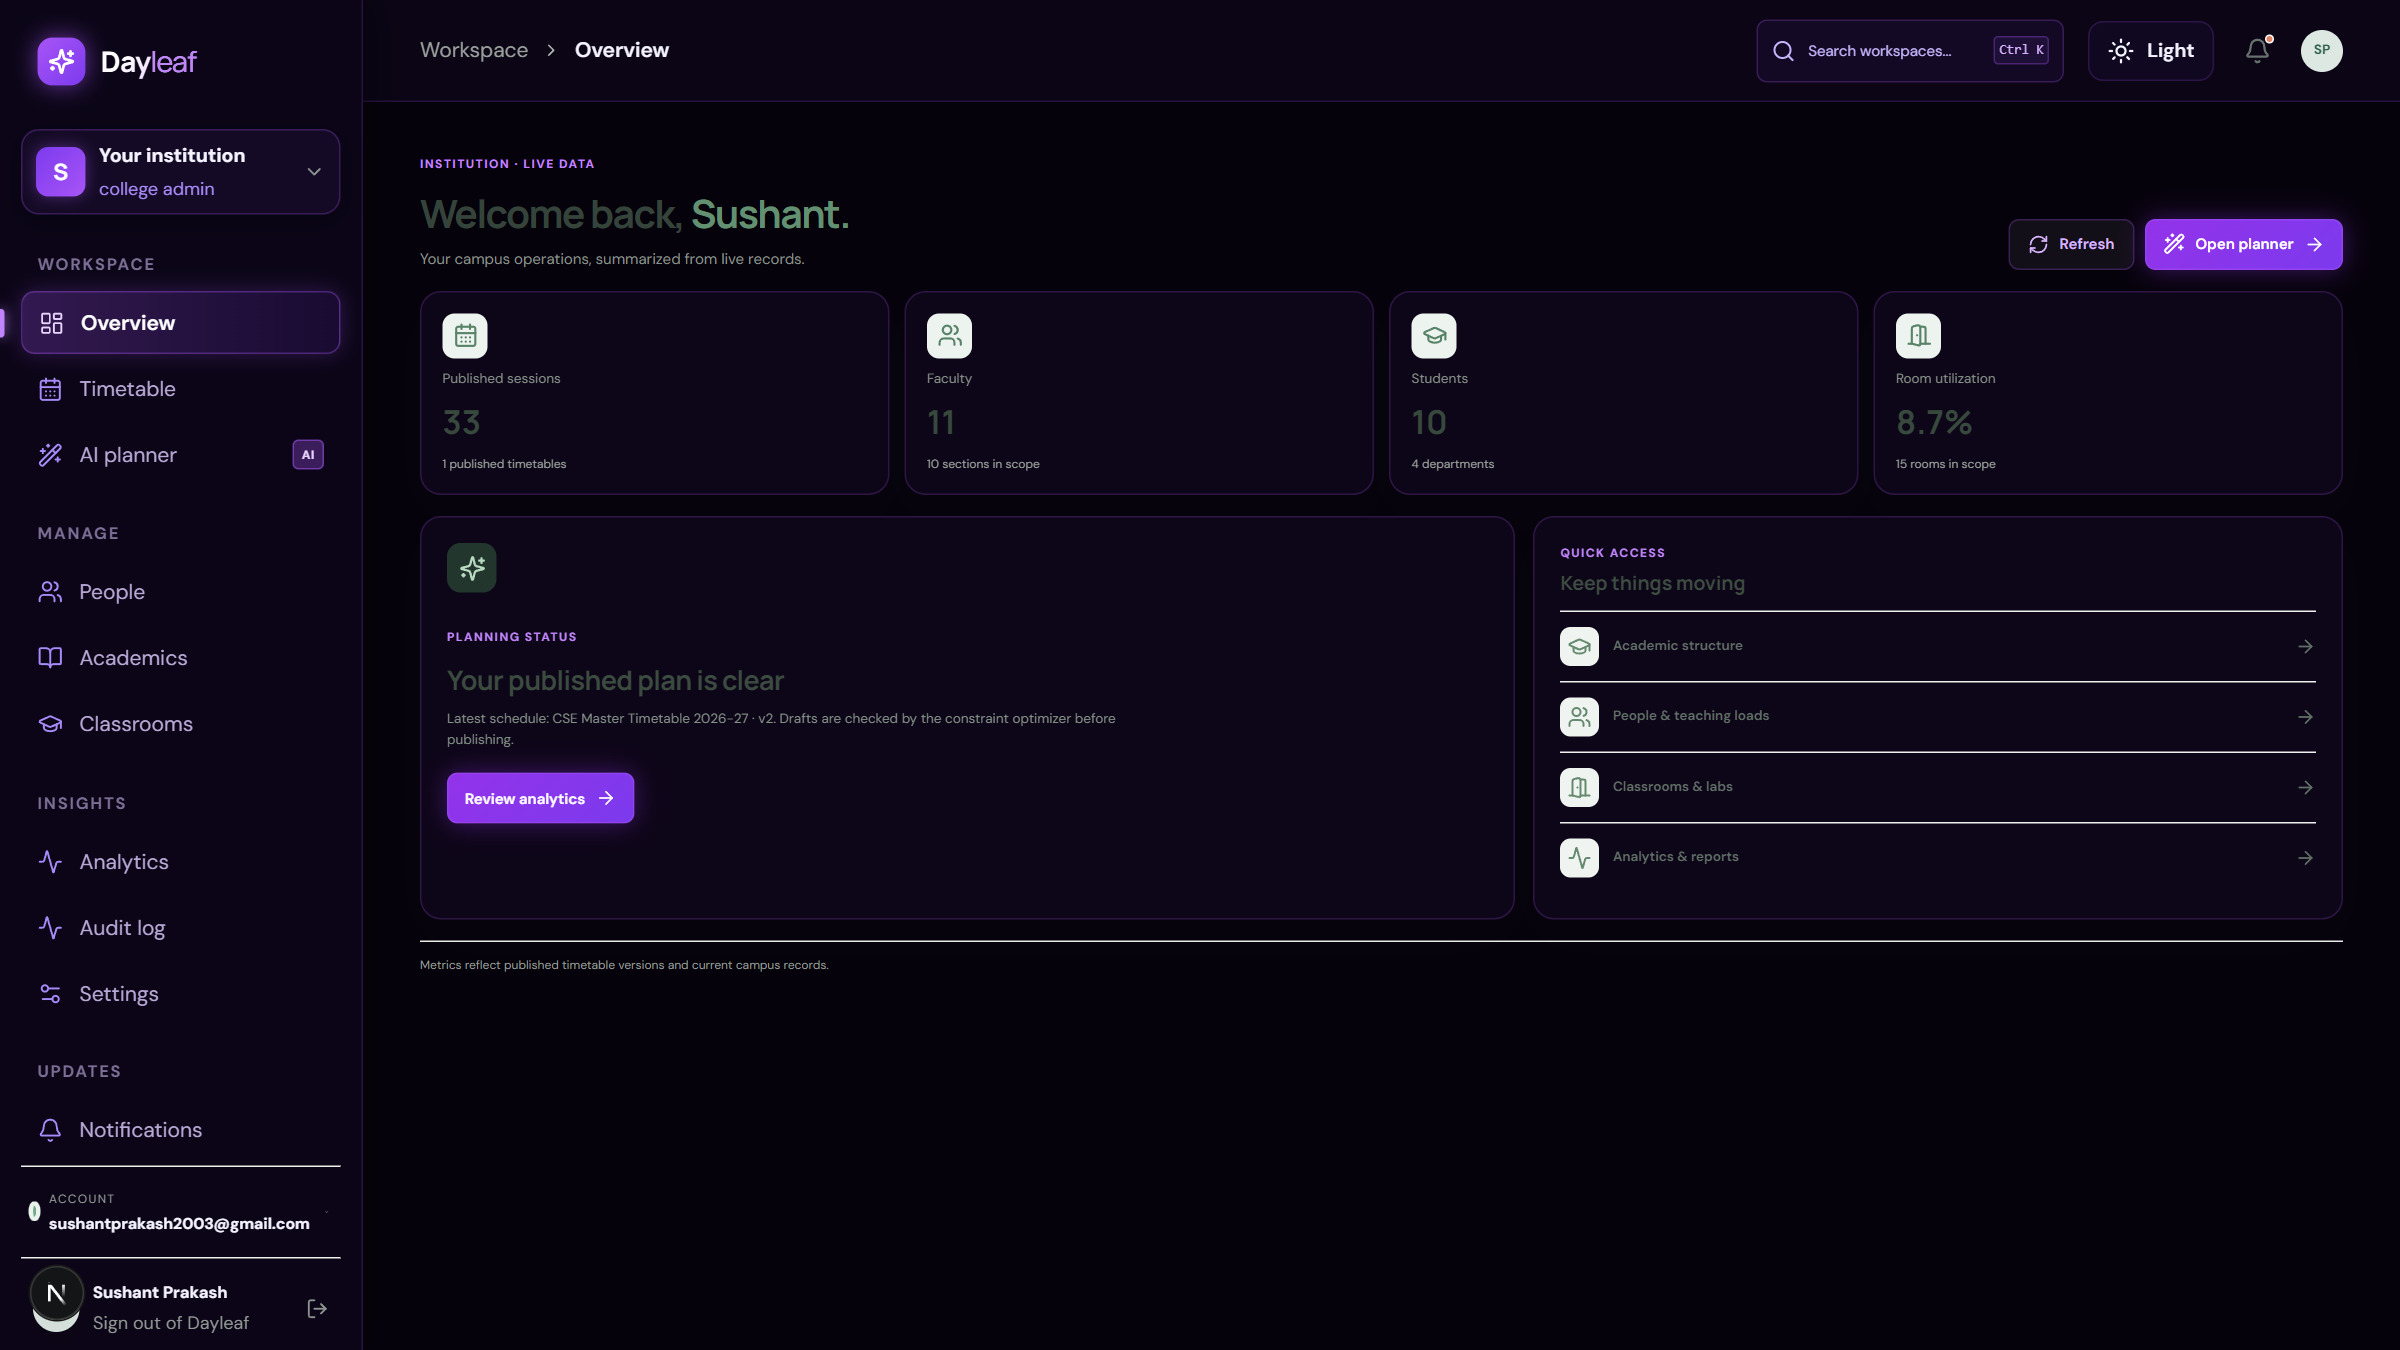 Dayleaf
Your institution
college admin
S
WORKSPACE
Overview
Timetable
AI planner
AI
MANAGE
People
Academics
Classrooms
INSIGHTS
Analytics
Audit log
Settings
UPDATES
Notifications
ACCOUNT
sushantprakash2003@gmail.com
N
Sushant Prakash
Sign out of Dayleaf
Workspace > Overview
Search workspaces...
Ctrl K
Light
SP
INSTITUTION · LIVE DATA
Welcome back, Sushant.
Your campus operations, summarized from live records.
Refresh
Open planner
Published sessions
33
1 published timetables
Faculty
11
10 sections in scope
Students
10
4 departments
Room utilization
8.7%
15 rooms in scope
PLANNING STATUS
Your published plan is clear
Latest schedule: CSE Master Timetable 2026-27 · v2. Drafts are checked by the constraint optimizer before
publishing.
Review analytics
QUICK ACCESS
Keep things moving
Academic structure
People & teaching loads
Classrooms & labs
Analytics & reports
Metrics reflect published timetable versions and current campus records.